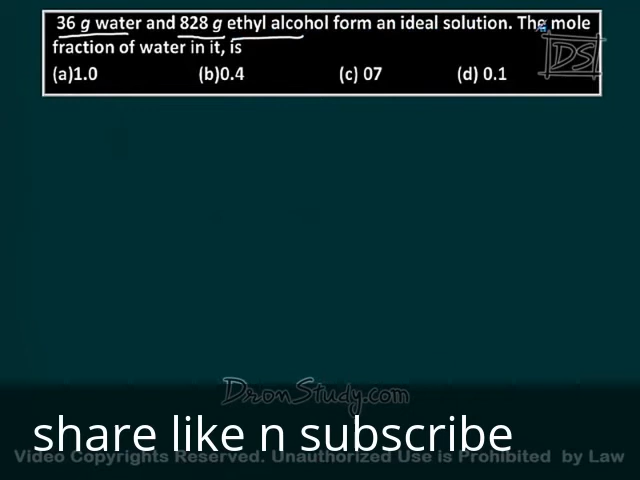 36 g water and 828 g ethyl alcohol form an ideal solution. The mole
fraction of water in it, is
(a)1.0 (b)0.4 (c) 07 (d) 0.1
DS
DronStudy.com
share like n subscribe
Video Copyrights Reserved. Unauthorized Use is Prohibited by Law